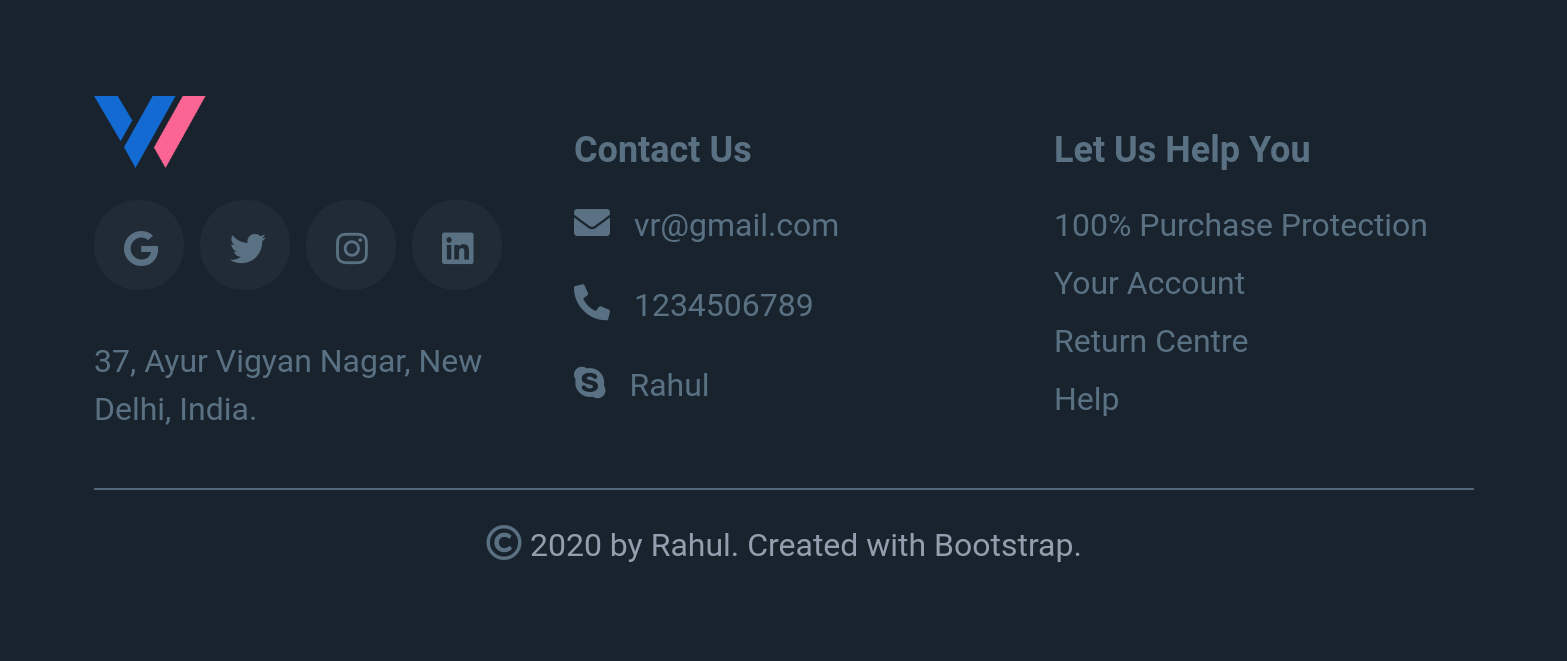 37, Ayur Vigyan Nagar, New
Delhi, India.
Contact Us
vr@gmail.com
1234506789
Rahul
Let Us Help You
100% Purchase Protection
Your Account
Return Centre
Help
© 2020 by Rahul. Created with Bootstrap.